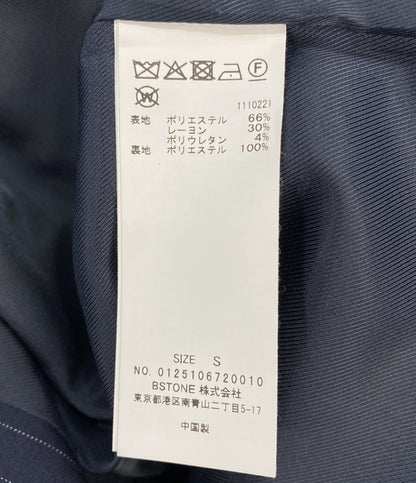 F
W
1110221
表地 ポリエステル 66%
レーヨン 30%
ポリウレタン 4%
裏地 ポリエステル 100%
SIZE S
NO. 0125106720010
BSTONE 株式会社
東京都港区南青山二丁目5-17
中国製